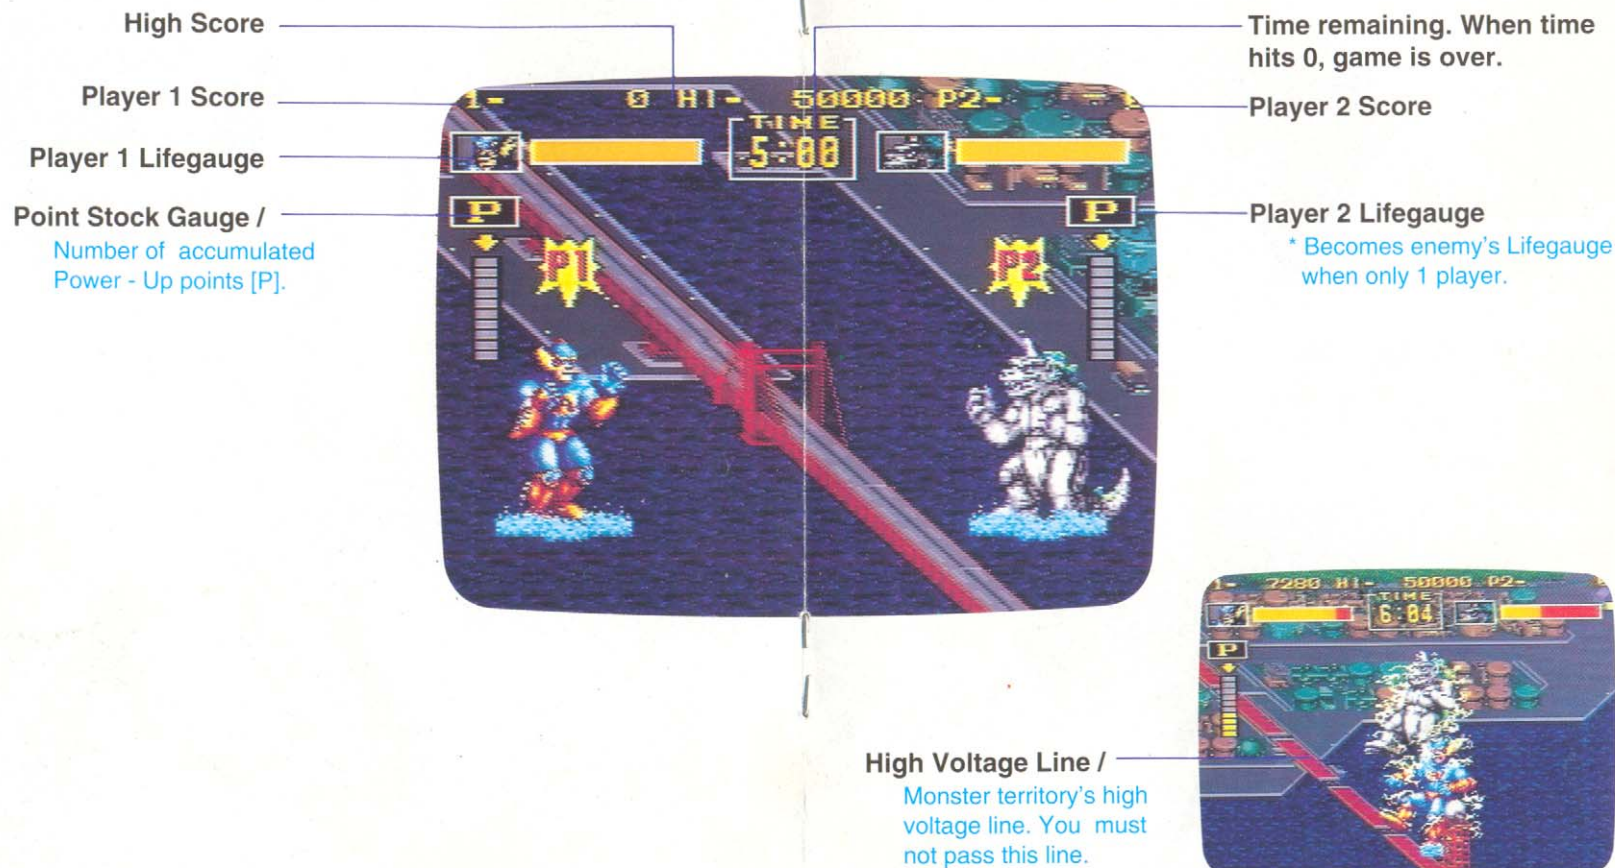 High Score
Player 1 Score
Player 1 Lifegauge
Point Stock Gauge /
Number of accumulated
Power - Up points [P].
Time remaining. When time
hits 0, game is over.
Player 2 Score
Player 2 Lifegauge
* Becomes enemy's Lifegauge
when only 1 player.
1- 0 HI- 50000 P2-
TIME
5:00
P
P
P1
P2
High Voltage Line /
Monster territory's high
voltage line. You must
not pass this line.
- 7280 HI- 50000 P2-
TIME
6:04
P